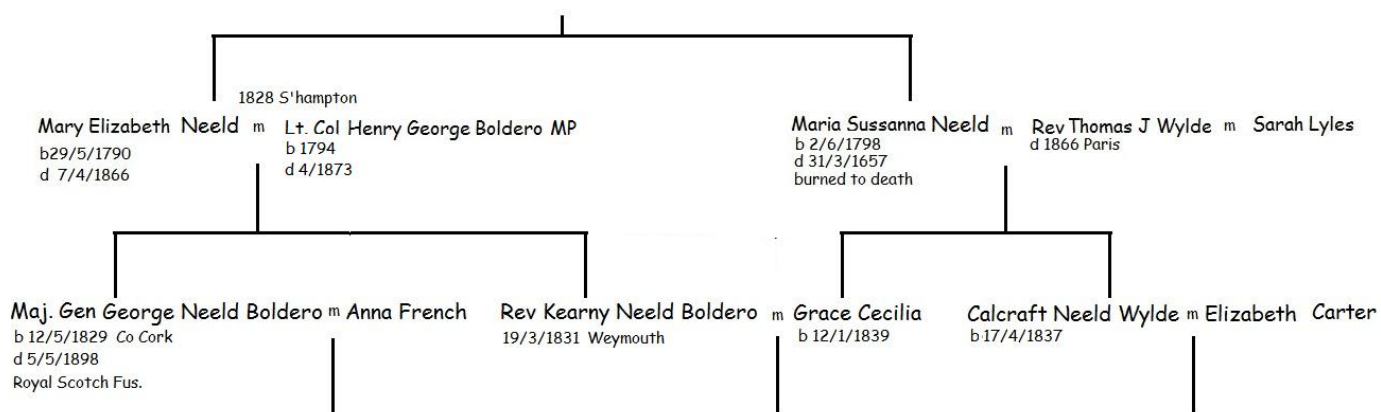 1828 S'hampton
Mary Elizabeth Neeld m Lt. Col Henry George Boldero MP
b29/5/1790
d 7/4/1866
b 1794
d 4/1873
Maria Sussanna Neeld m Rev Thomas J Wylde m Sarah Lyles
b 2/6/1798
d 31/3/1657
burned to death
d 1866 Paris
Maj. Gen George Neeld Boldero m Anna French
b 12/5/1829 Co Cork
d 5/5/1898
Royal Scotch Fus.
Rev Kearny Neeld Boldero m Grace Cecilia
19/3/1831 Weymouth
b 12/1/1839
Calcraft Neeld Wylde m Elizabeth Carter
b 17/4/1837